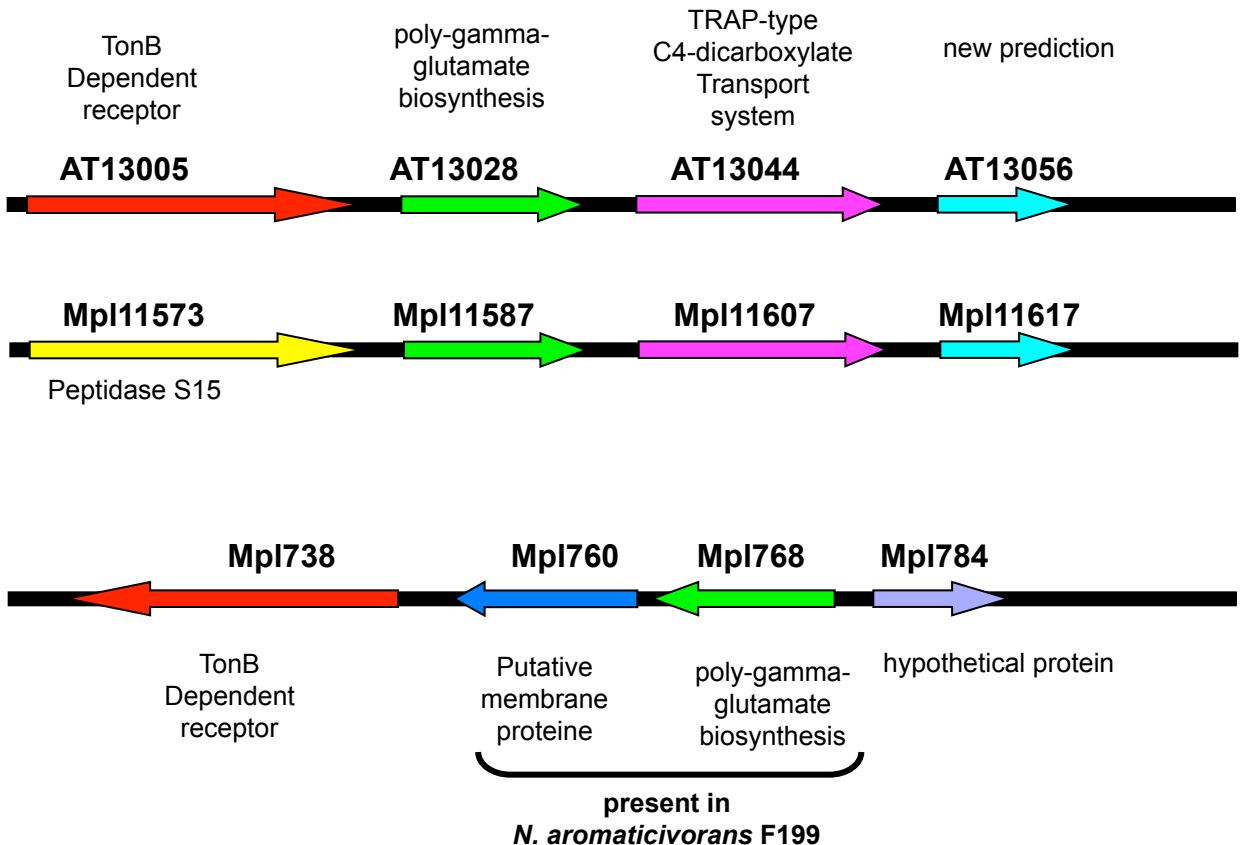 TonB
Dependent
receptor
poly-gamma-
glutamate
biosynthesis
TRAP-type
C4-dicarboxylate
Transport
system
new prediction
AT13005
AT13028
AT13044
AT13056
Mpl11573
Mpl11587
Mpl11607
Mpl11617
Peptidase S15
Mpl738
Mpl760
Mpl768
Mpl784
TonB
Dependent
receptor
Putative
membrane
proteine
poly-gamma-
glutamate
biosynthesis
hypothetical protein
present in
N. aromaticivorans F199